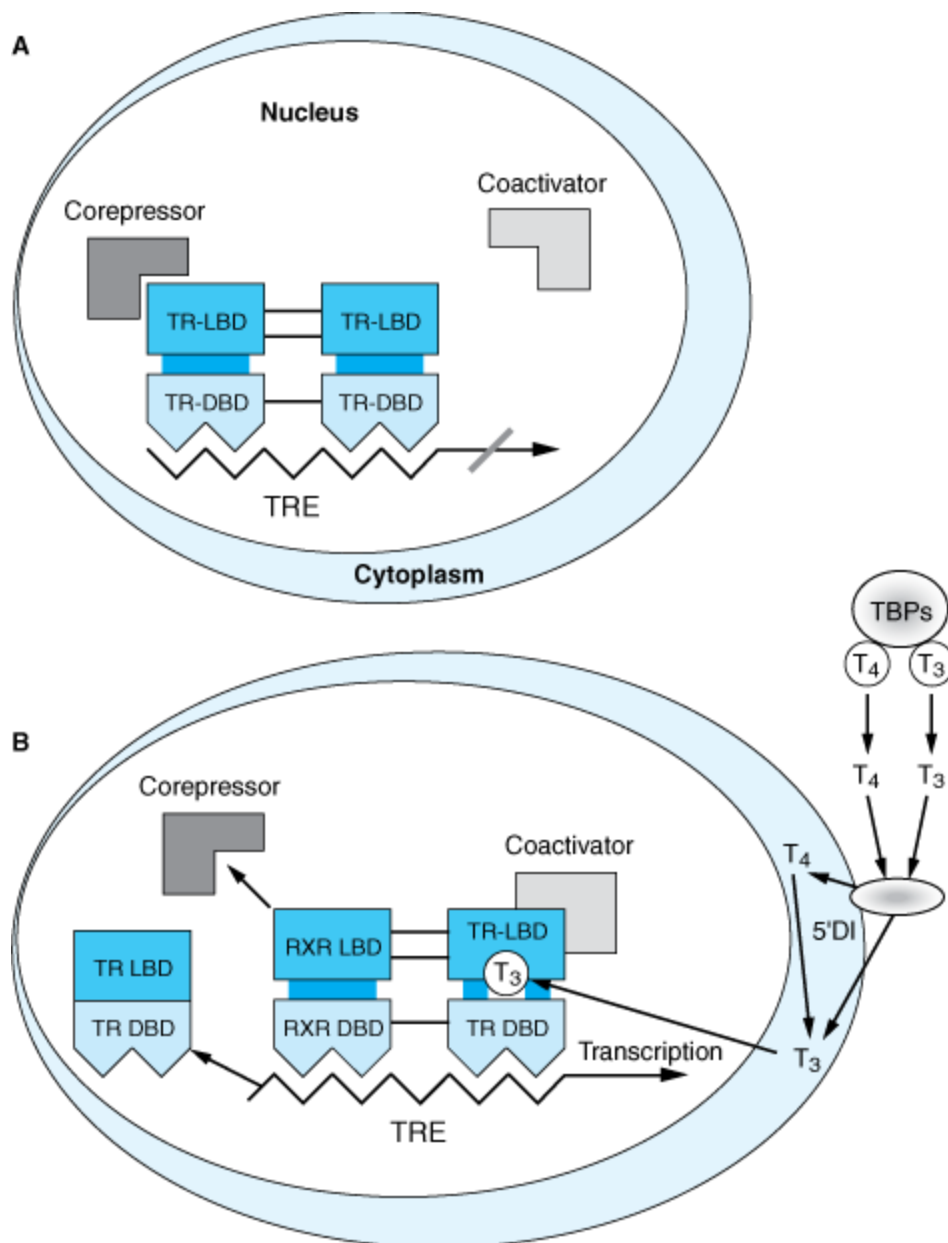 A
Nucleus
Corepressor
Coactivator
TR-LBD
TR-LBD
TR-DBD
TR-DBD
TRE
Cytoplasm
TBPs
T4
T3
T4
T3
B
Corepressor
Coactivator
T4
5'DI
TR LBD
RXR LBD
TR-LBD
T3
TR DBD
RXR DBD
TR DBD
Transcription
T3
TRE